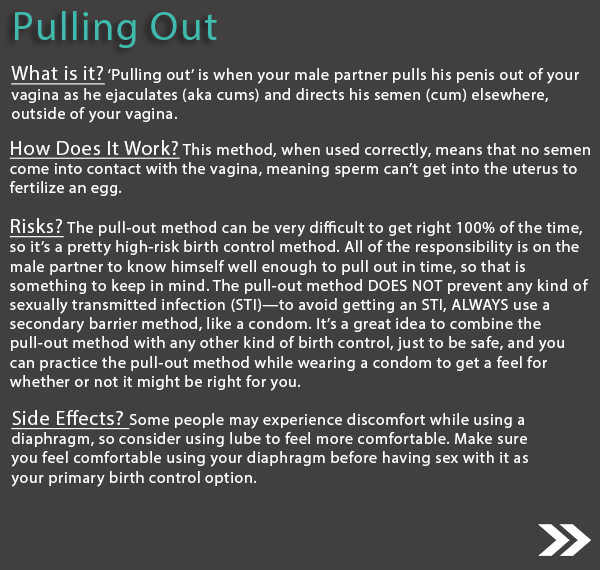 Pulling Out
What is it? ‘Pulling out’ is when your male partner pulls his penis out of your
vagina as he ejaculates (aka cums) and directs his semen (cum) elsewhere,
outside of your vagina.
How Does It Work? This method, when used correctly, means that no semen
come into contact with the vagina, meaning sperm can’t get into the uterus to
fertilize an egg.
Risks? The pull-out method can be very difficult to get right 100% of the time,
so it’s a pretty high-risk birth control method. All of the responsibility is on the
male partner to know himself well enough to pull out in time, so that is
something to keep in mind. The pull-out method DOES NOT prevent any kind of
sexually transmitted infection (STI)—to avoid getting an STI, ALWAYS use a
secondary barrier method, like a condom. It’s a great idea to combine the
pull-out method with any other kind of birth control, just to be safe, and you
can practice the pull-out method while wearing a condom to get a feel for
whether or not it might be right for you.
Side Effects? Some people may experience discomfort while using a
diaphragm, so consider using lube to feel more comfortable. Make sure
you feel comfortable using your diaphragm before having sex with it as
your primary birth control option.